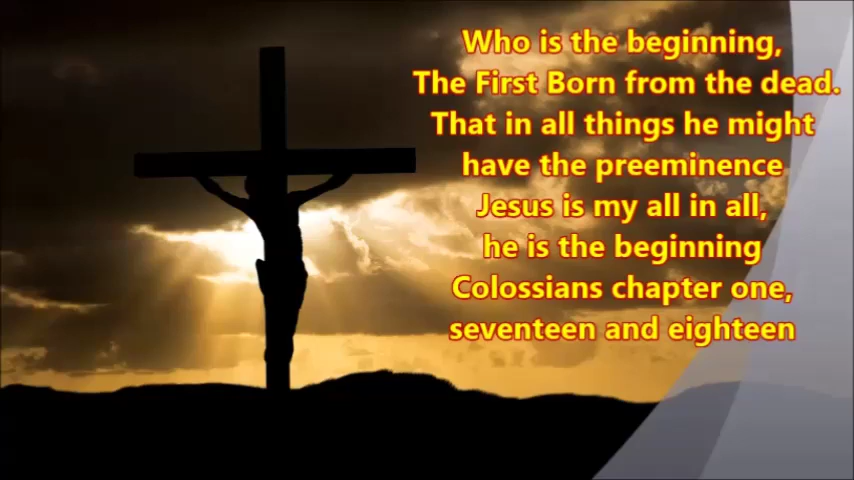 Who is the beginning,
The First Born from the dead.
That in all things he might
have the preeminence
Jesus is my all in all,
he is the beginning
Colossians chapter one,
seventeen and eighteen